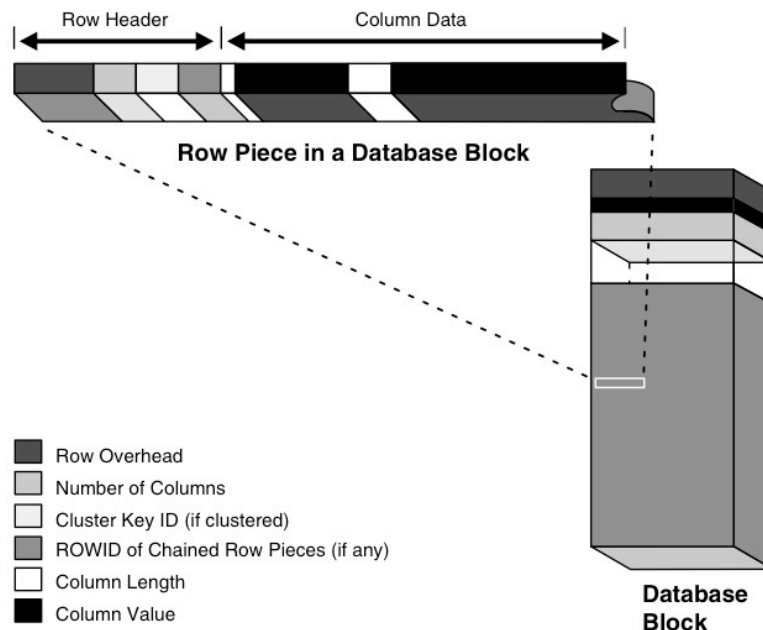 Row Header
Column Data
Row Piece in a Database Block
Row Overhead
Number of Columns
Cluster Key ID (if clustered)
ROWID of Chained Row Pieces (if any)
Column Length
Column Value
Database
Block